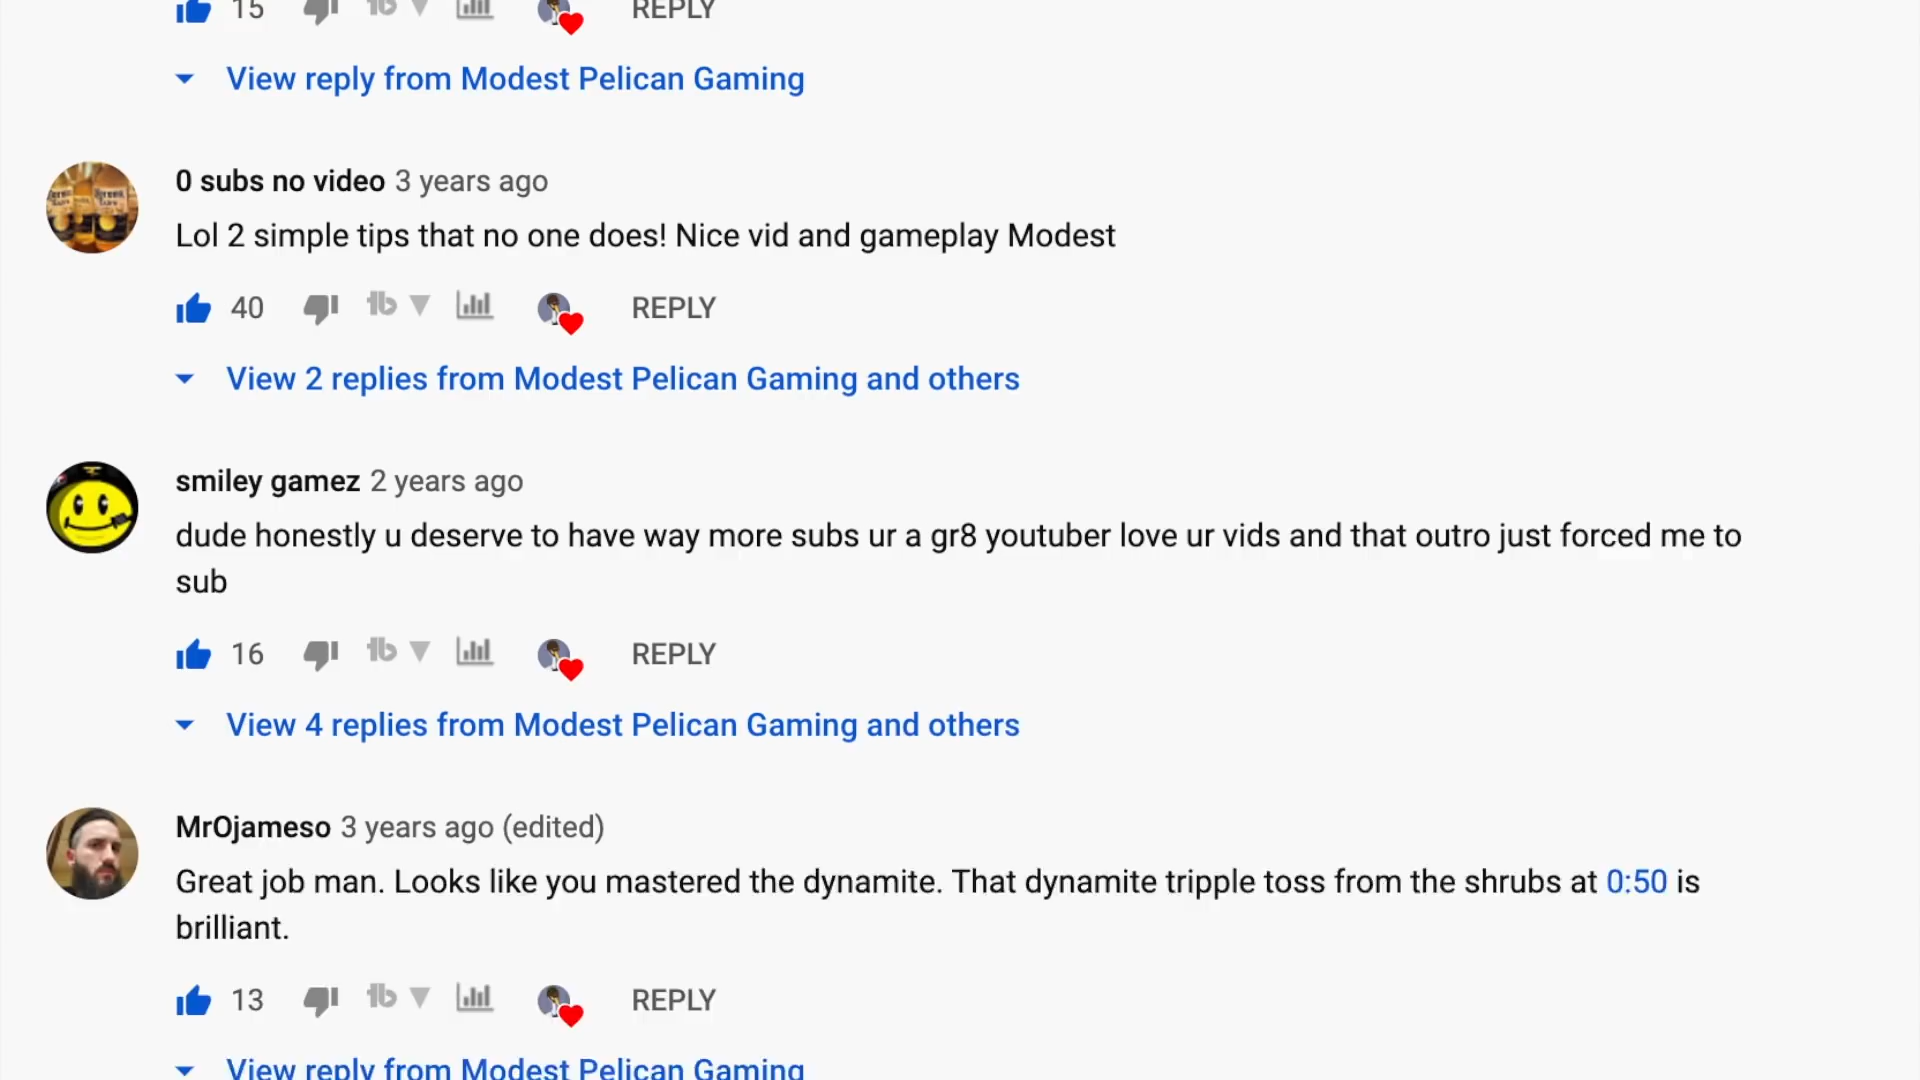 15 REPLY
View reply from Modest Pelican Gaming
0 subs no video 3 years ago
Lol 2 simple tips that no one does! Nice vid and gameplay Modest
40 REPLY
View 2 replies from Modest Pelican Gaming and others
smiley gamez 2 years ago
dude honestly u deserve to have way more subs ur a gr8 youtuber love ur vids and that outro just forced me to
sub
16 REPLY
View 4 replies from Modest Pelican Gaming and others
MrOjameso 3 years ago (edited)
Great job man. Looks like you mastered the dynamite. That dynamite tripple toss from the shrubs at 0:50 is
brilliant.
13 REPLY
View reply from Modest Pelican Gaming